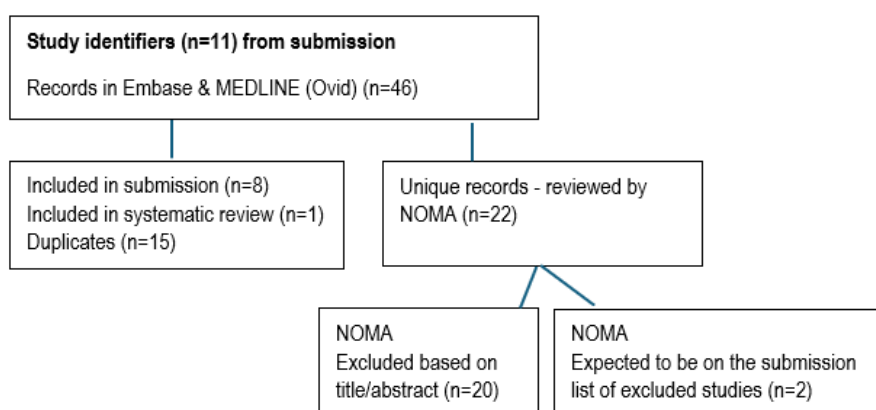 Study identifiers (n=11) from submission
Records in Embase & MEDLINE (Ovid) (n=46)
Included in submission (n=8)
Included in systematic review (n=1)
Duplicates (n=15)
Unique records - reviewed by
NOMA (n=22)
NOMA
Excluded based on
title/abstract (n=20)
NOMA
Expected to be on the submission
list of excluded studies (n=2)